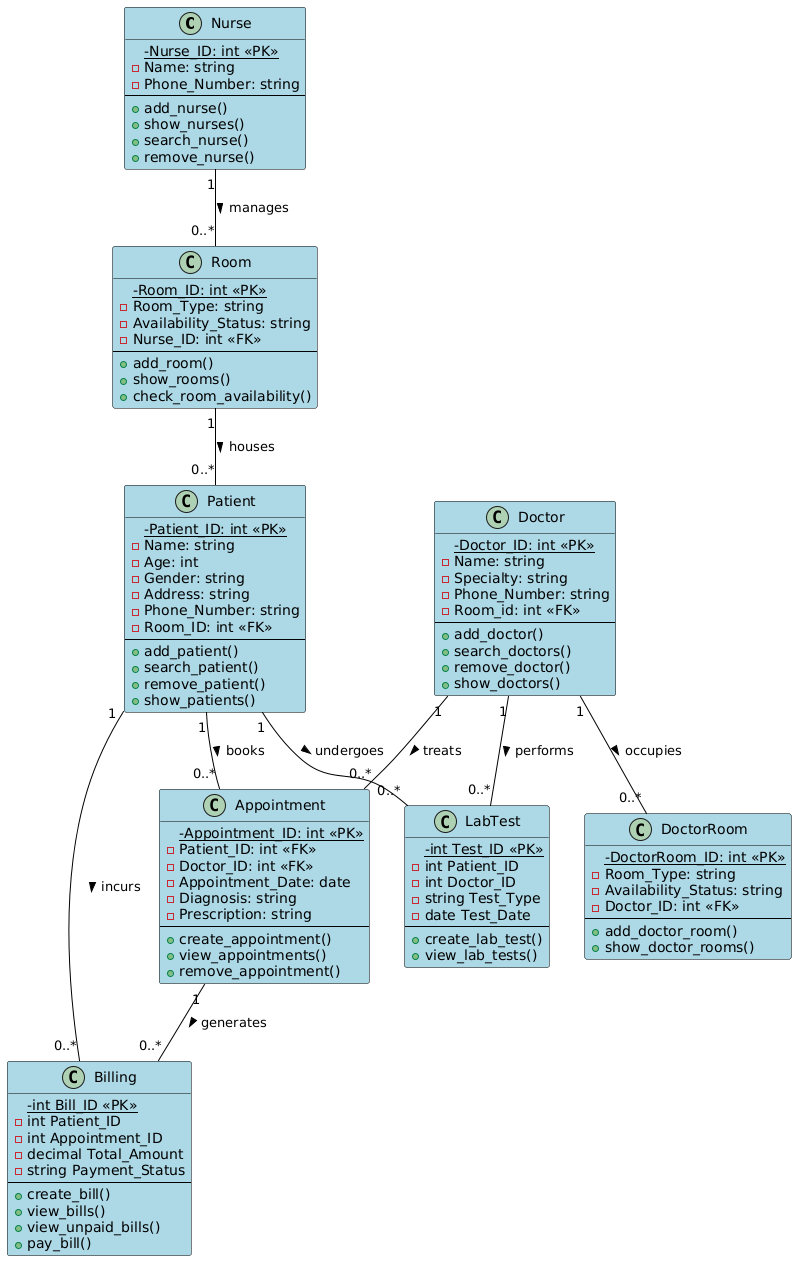 C Nurse
-Nurse_ID: int «PK»
Name: string
Phone_Number: string
add_nurse()
show_nurses()
search_nurse()
remove_nurse()
1
manages
0..*
C Room
-Room_ID: int «PK»
Room_Type: string
Availability_Status: string
Nurse_ID: int «FK»
add_room()
show_rooms()
check_room_availability()
1
houses
0..*
C Patient
-Patient_ID: int «PK»
Name: string
Age: int
Gender: string
Address: string
Phone_Number: string
Room_ID: int «FK»
add_patient()
search_patient()
remove_patient()
show_patients()
C Doctor
-Doctor_ID: int «PK»
Name: string
Specialty: string
Phone_Number: string
Room_id: int «FK»
add_doctor()
search_doctors()
remove_doctor()
show_doctors()
1 1 1 1 1 1
books undergoes treats performs occupies
0..* 0..* 0..* 0..* 0..*
C Appointment
-Appointment_ID: int «PK»
Patient_ID: int «FK»
Doctor_ID: int «FK»
Appointment_Date: date
Diagnosis: string
Prescription: string
create_appointment()
view_appointments()
remove_appointment()
C LabTest
-int Test_ID «PK»
int Patient_ID
int Doctor_ID
string Test_Type
date Test_Date
create_lab_test()
view_lab_tests()
C DoctorRoom
-DoctorRoom_ID: int «PK»
Room_Type: string
Availability_Status: string
Doctor_ID: int «FK»
add_doctor_room()
show_doctor_rooms()
incurs
1
generates
0..* 0..*
C Billing
-int Bill_ID «PK»
int Patient_ID
int Appointment_ID
decimal Total_Amount
string Payment_Status
create_bill()
view_bills()
view_unpaid_bills()
pay_bill()